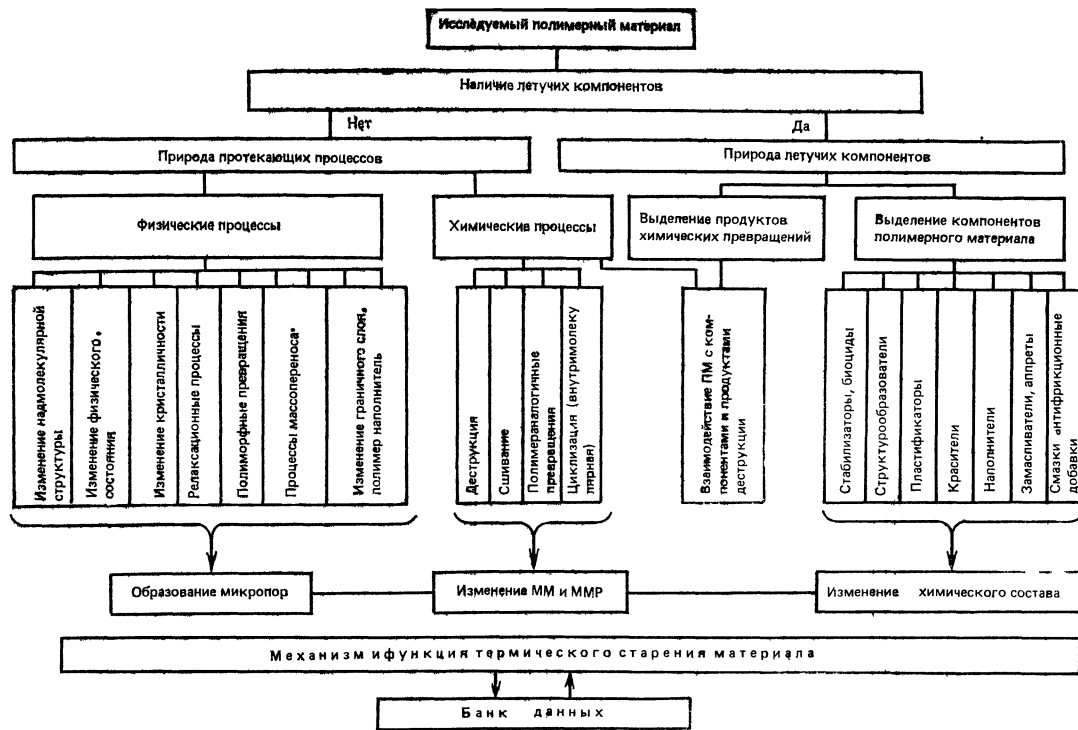 Исследуемый полимерный материал
Наличие летучих компонентов
Нет
Да
Природа протекающих процессов
Природа летучих компонентов
Физические процессы
Химические процессы
Выделение продуктов
химических превращений
Выделение компонентов
полимерного материала
Изменение надмолекулярной
структуры
Изменение физического
состояния
Изменение кристалличности
Релаксационные процессы
Полиморфные превращения
Процессы массопереноса
Изменение граничного слоя,
полимер наполнитель
Деструкция
Сшивание
Полимераналогичные
превращения
Циклизация (внутримолеку
лярная)
Взаимодействие ПМ с ком-
понентами и продуктами
деструкции
Стабилизаторы, биоциды
Структурообразователи
Пластификаторы
Красители
Наполнители
Замасливатели, аппреты
Смазки антифрикционные
добавки
Образование микропор
Изменение ММ и ММР
Изменение химического состава
Механизм ифункция термического старения материала
Банк данных